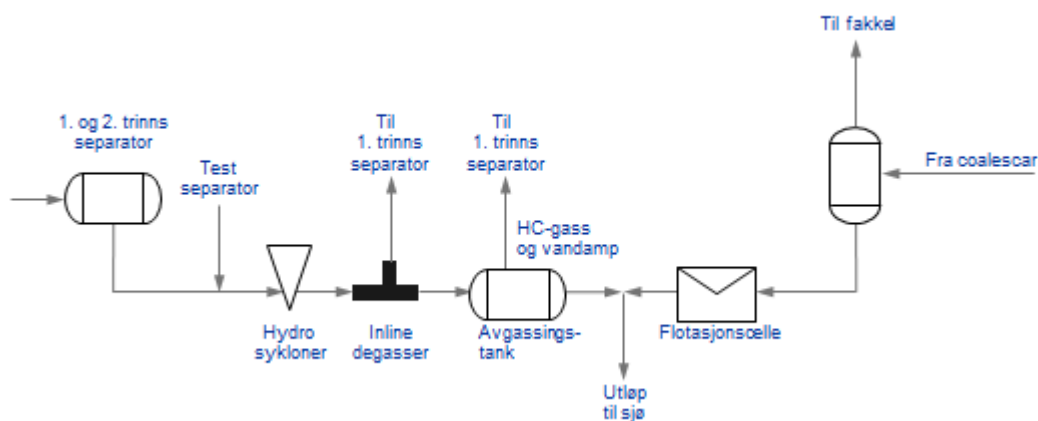 Til fakkel
1. og 2. trinns
separator
Til
1. trinns
separator
Til
1. trinns
separator
Test
separator
Fra coalescar
HC-gass
og vandamp
Hydro
sykloner
Inline
degasser
Avgassings-
tank
Flotasjonscelle
Utløp
til sjø